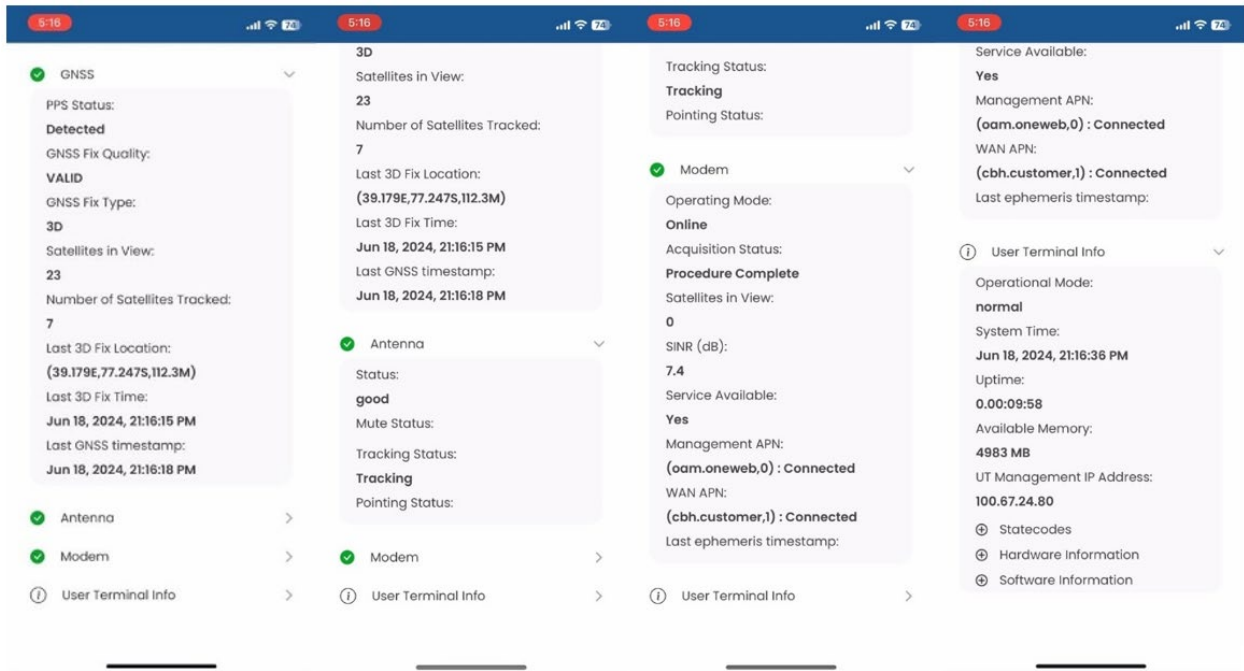 5:16
74
GNSS
PPS Status:
Detected
GNSS Fix Quality:
VALID
GNSS Fix Type:
3D
Satellites in View:
23
Number of Satellites Tracked:
7
Last 3D Fix Location:
(39.179E,77.247S,112.3M)
Last 3D Fix Time:
Jun 18, 2024, 21:16:15 PM
Last GNSS timestamp:
Jun 18, 2024, 21:16:18 PM
Antenna
Modem
User Terminal Info
5:16
74
3D
Satellites in View:
23
Number of Satellites Tracked:
7
Last 3D Fix Location:
(39.179E,77.247S,112.3M)
Last 3D Fix Time:
Jun 18, 2024, 21:16:15 PM
Last GNSS timestamp:
Jun 18, 2024, 21:16:18 PM
Antenna
Status:
good
Mute Status:
Tracking Status:
Tracking
Pointing Status:
Modem
User Terminal Info
5:16
74
Tracking Status:
Tracking
Pointing Status:
Modem
Operating Mode:
Online
Acquisition Status:
Procedure Complete
Satellites in View:
0
SINR (dB):
7.4
Service Available:
Yes
Management APN:
(oam.oneweb,0) : Connected
WAN APN:
(cbh.customer,1) : Connected
Last ephemeris timestamp:
User Terminal Info
5:16
74
Service Available:
Yes
Management APN:
(oam.oneweb,0) : Connected
WAN APN:
(cbh.customer,1) : Connected
Last ephemeris timestamp:
User Terminal Info
Operational Mode:
normal
System Time:
Jun 18, 2024, 21:16:36 PM
Uptime:
0.00:09:58
Available Memory:
4983 MB
UT Management IP Address:
100.67.24.80
Statecodes
Hardware Information
Software Information